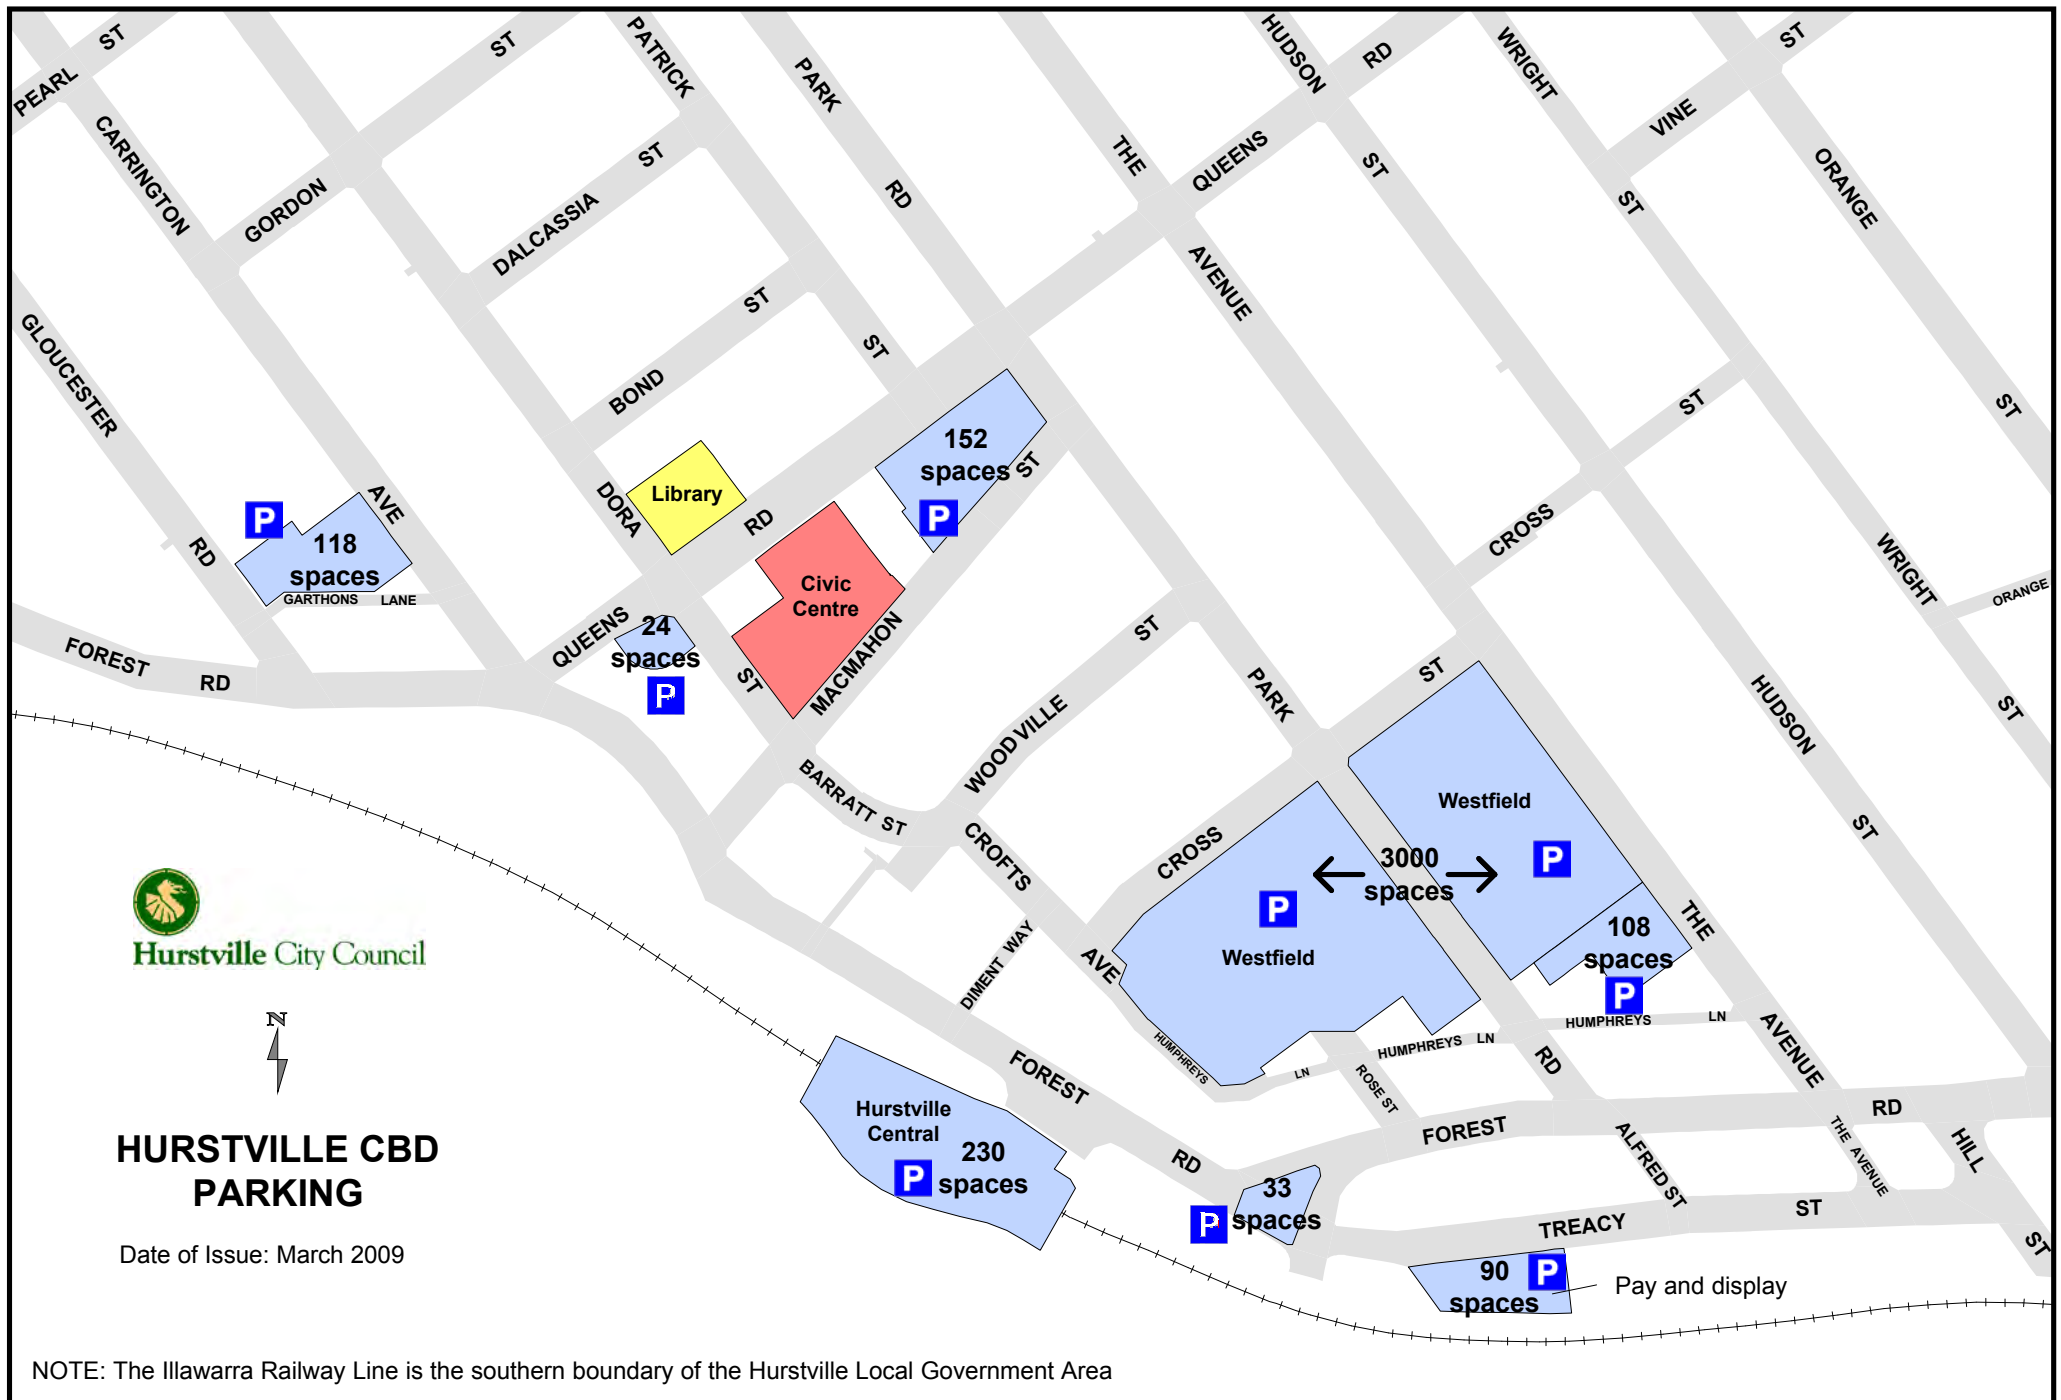 PEARL
ST
ST
PATRICK
PARK
HUDSON
RD
WRIGHT
ST
CARRINGTON
GORDON
DALCASSIA
ST
RD
THE
QUEENS
ST
VINE
ST
ORANGE
GLOUCESTER
BOND
ST
ST
AVENUE
ST
ST
AVE
RD
118
spaces
GARTHONS LANE
DORA
Library
RD
152
spaces
ST
CROSS
WRIGHT
ORANGE
Civic
Centre
QUEENS
24
spaces
ST
MACMAHON
FOREST
RD
WOODVILLE
ST
PARK
ST
HUDSON
ST
BARRATT ST
CROFTS
AVE
CROSS
Westfield
3000
spaces
Westfield
ST
THE
108
spaces
DIMENT WAY
HUMPHREYS
LN
HUMPHREYS LN
HUMPHREYS
LN
AVENUE
RD
ROSE ST
FOREST
RD
FOREST
RD
ALFRED ST
THE AVENUE
HILL
ST
Hurstville
Central
230
spaces
33
spaces
TREACY
ST
90
spaces
Pay and display
P
P
P
P
P
P
P
P
P
Hurstville City Council
N
HURSTVILLE CBD
PARKING
Date of Issue: March 2009
NOTE: The Illawarra Railway Line is the southern boundary of the Hurstville Local Government Area